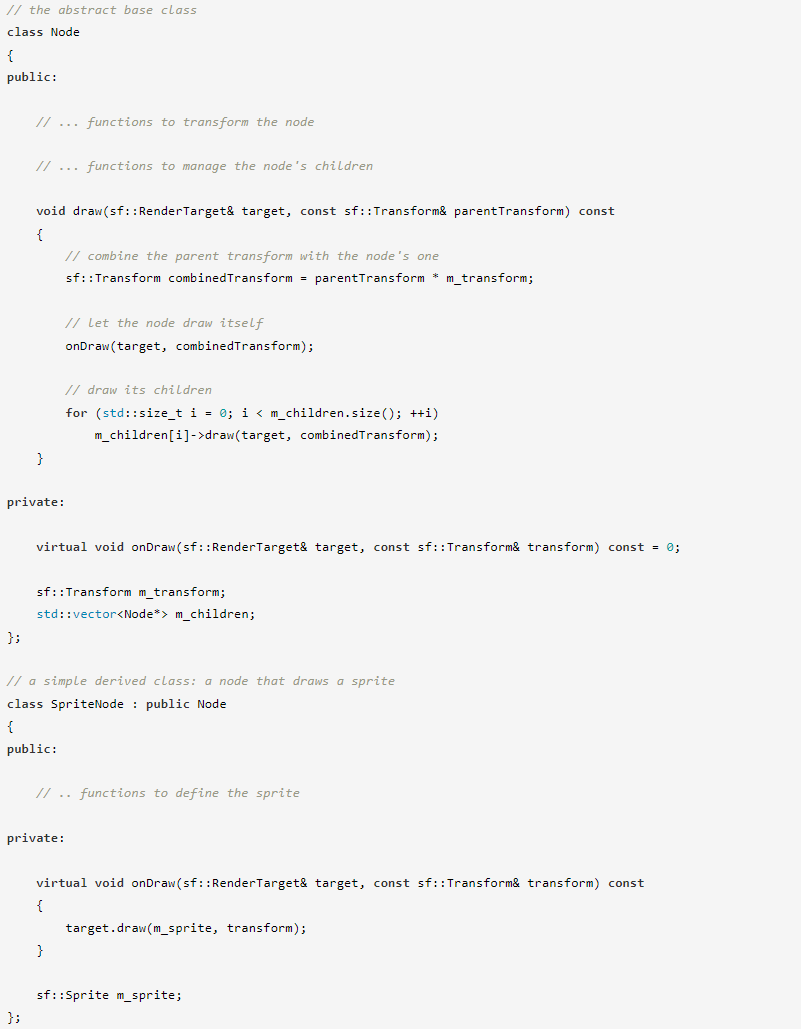 // the abstract base class
class Node
{
public:
    // ... functions to transform the node
    // ... functions to manage the node's children
    void draw(sf::RenderTarget& target, const sf::Transform& parentTransform) const
    {
        // combine the parent transform with the node's one
        sf::Transform combinedTransform = parentTransform * m_transform;
        // let the node draw itself
        onDraw(target, combinedTransform);
        // draw its children
        for (std::size_t i = 0; i < m_children.size(); ++i)
            m_children[i]->draw(target, combinedTransform);
    }
private:
    virtual void onDraw(sf::RenderTarget& target, const sf::Transform& transform) const = 0;
    sf::Transform m_transform;
    std::vector<Node*> m_children;
};
// a simple derived class: a node that draws a sprite
class SpriteNode : public Node
{
public:
    // .. functions to define the sprite
private:
    virtual void onDraw(sf::RenderTarget& target, const sf::Transform& transform) const
    {
        target.draw(m_sprite, transform);
    }
    sf::Sprite m_sprite;
};